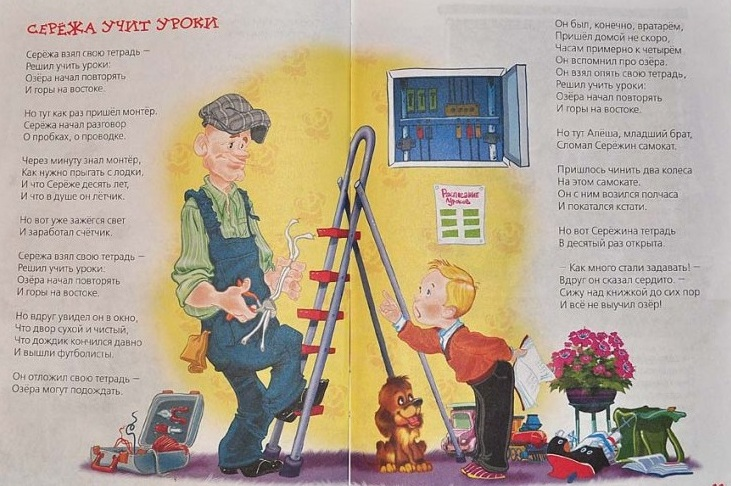 СЕРЁЖА УЧИТ УРОКИ
Серёжа взял свою тетрадь –
Решил учить уроки:
Озёра начал повторять
И горы на востоке.
Но тут как раз пришёл монтёр.
Серёжа начал разговор
О пробках, о проводке.
Через минуту знал монтёр,
Как нужно прыгать с лодки,
И что Серёже десять лет,
И что в душе он лётчик.
Но вот уже зажёгся свет
И заработал счётчик.
Серёжа взял свою тетрадь –
Решил учить уроки:
Озёра начал повторять
И горы на востоке.
Но вдруг увидел он в окно,
Что двор сухой и чистый,
Что дождик кончился давно
И вышли футболисты.
Он отложил свою тетрадь –
Озёра могут подождать.
Он был, конечно, вратарём,
Пришёл домой не скоро,
Часам примерно к четырём
Он вспомнил про озёра.
Он взял опять свою тетрадь,
Решил учить уроки:
Озёра начал повторять
И горы на востоке.
Но тут Алёша, младший брат,
Сломал Серёжин самокат.
Пришлось чинить два колеса
На этом самокате.
Он с ним возился полчаса
И покатался кстати.
Но вот Серёжина тетрадь
В десятый раз открыта.
– Как много стали задавать! –
Вдруг он сказал сердито. –
Сижу над книжкой до сих пор
И всё не выучил озёр!
Расписание
уроков